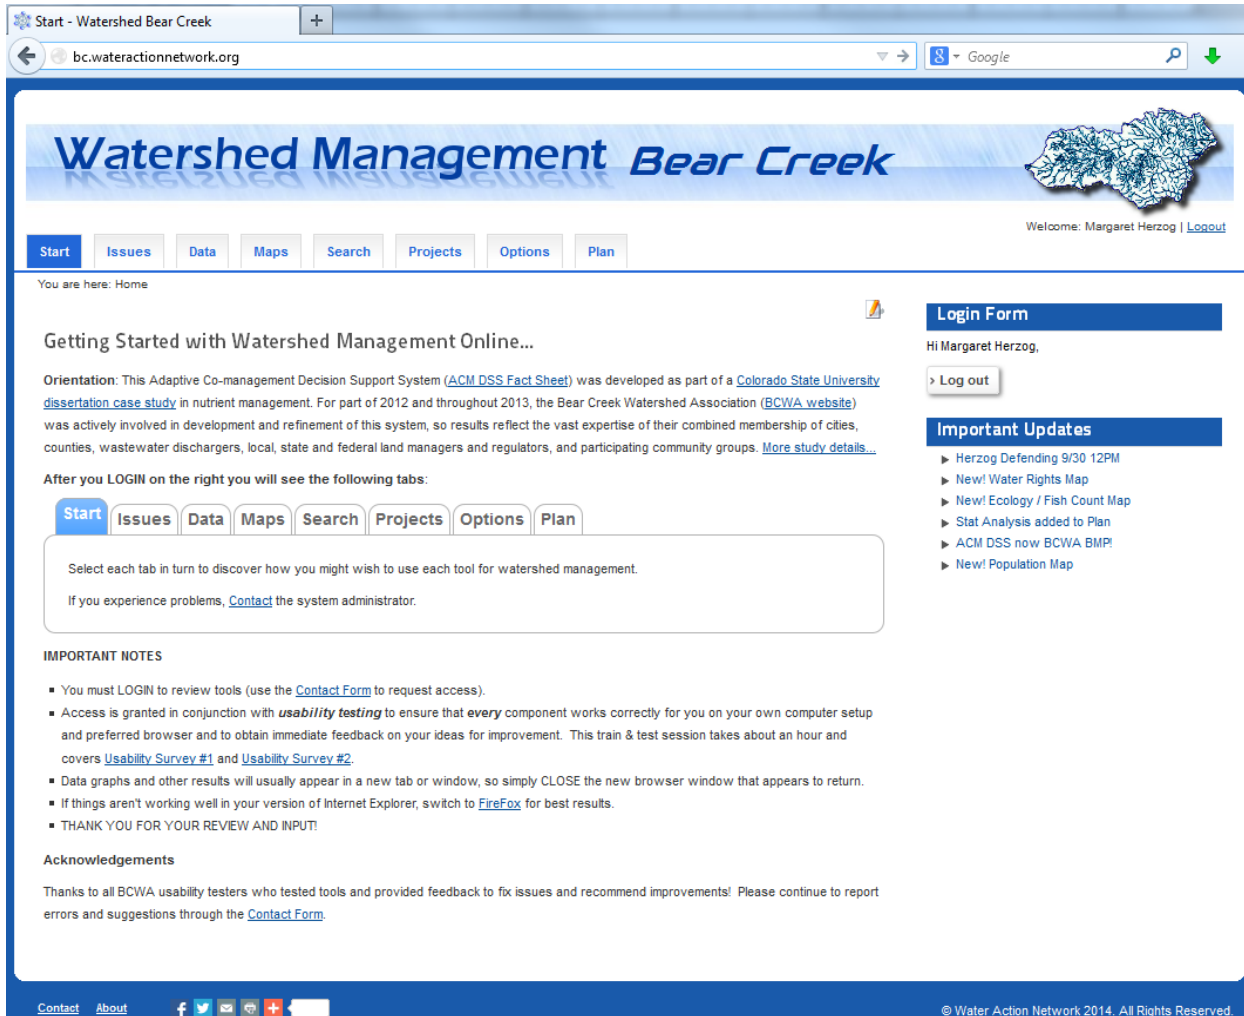 Start - Watershed Bear Creek
bc.wateractionnetwork.org
Google
Watershed Management Bear Creek
Welcome: Margaret Herzog | Logout
Start Issues Data Maps Search Projects Options Plan
You are here: Home
Getting Started with Watershed Management Online...
Orientation: This Adaptive Co-management Decision Support System (ACM DSS Fact Sheet) was developed as part of a Colorado State University
dissertation case study in nutrient management. For part of 2012 and throughout 2013, the Bear Creek Watershed Association (BCWA website)
was actively involved in development and refinement of this system, so results reflect the vast expertise of their combined membership of cities,
counties, wastewater dischargers, local, state and federal land managers and regulators, and participating community groups. More study details...
After you LOGIN on the right you will see the following tabs:
Start Issues Data Maps Search Projects Options Plan
Select each tab in turn to discover how you might wish to use each tool for watershed management.
If you experience problems, Contact the system administrator.
IMPORTANT NOTES
You must LOGIN to review tools (use the Contact Form to request access).
Access is granted in conjunction with usability testing to ensure that every component works correctly for you on your own computer setup
and preferred browser and to obtain immediate feedback on your ideas for improvement. This train & test session takes about an hour and
covers Usability Survey #1 and Usability Survey #2.
Data graphs and other results will usually appear in a new tab or window, so simply CLOSE the new browser window that appears to return.
If things aren't working well in your version of Internet Explorer, switch to FireFox for best results.
THANK YOU FOR YOUR REVIEW AND INPUT!
Acknowledgements
Thanks to all BCWA usability testers who tested tools and provided feedback to fix issues and recommend improvements! Please continue to report
errors and suggestions through the Contact Form.
Login Form
Hi Margaret Herzog,
Log out
Important Updates
Herzog Defending 9/30 12PM
New! Water Rights Map
New! Ecology / Fish Count Map
Stat Analysis added to Plan
ACM DSS now BCWA BMP!
New! Population Map
Contact About
© Water Action Network 2014. All Rights Reserved.